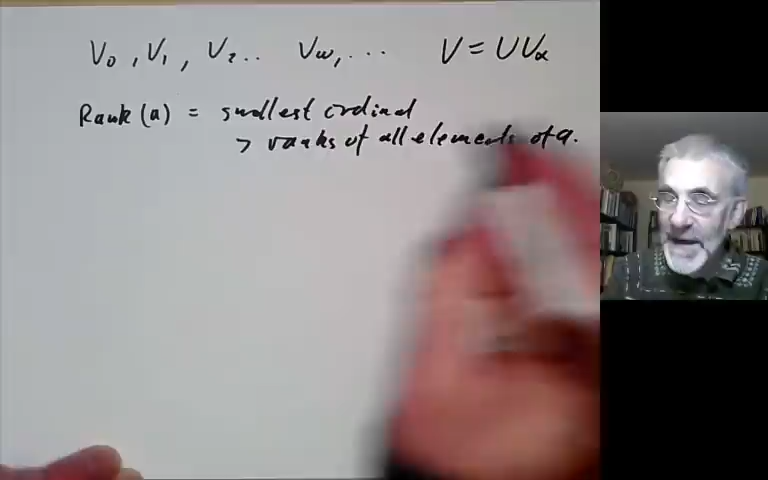 V₀, V₁, V₂.. Vω, ... V = ∪Vα
Rank(a) = smallest ordinal
> ranks of all elements of a.